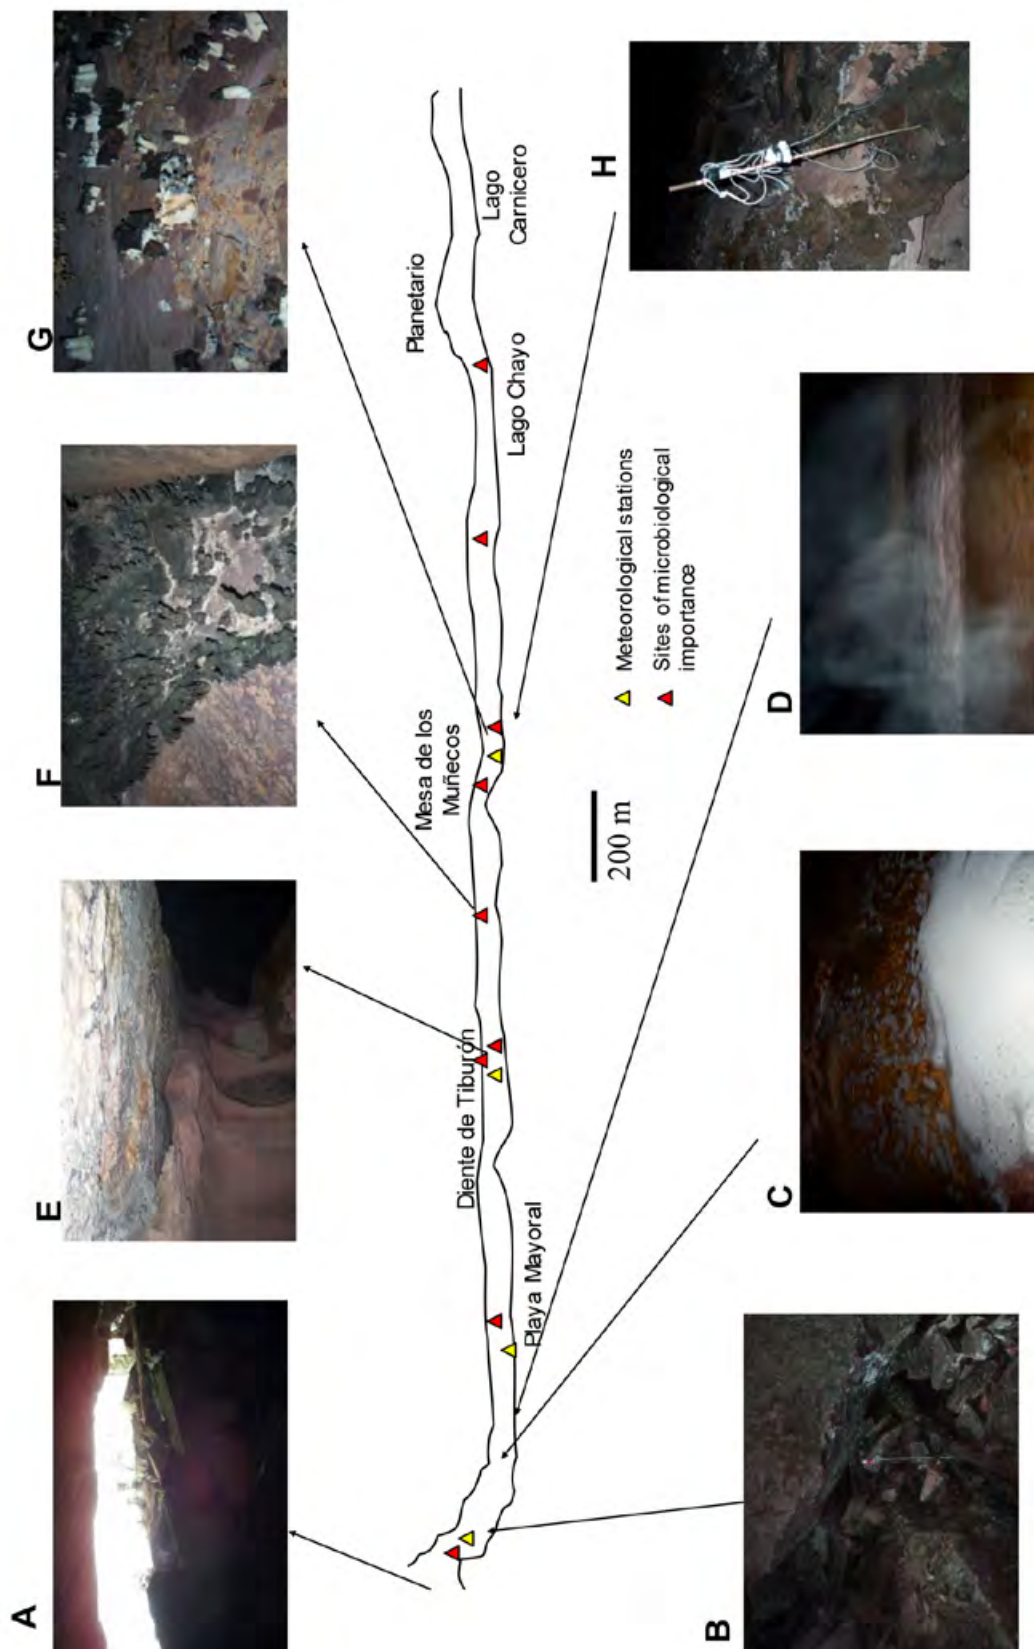 A
E
F
G
Planetario
Lago
Carnicero
Mesa de los
Muñecos
Lago Chayo
Diente de Tiburón
Playa Mayoral
200 m
Meteorological stations
Sites of microbiological
importance
B
C
D
H